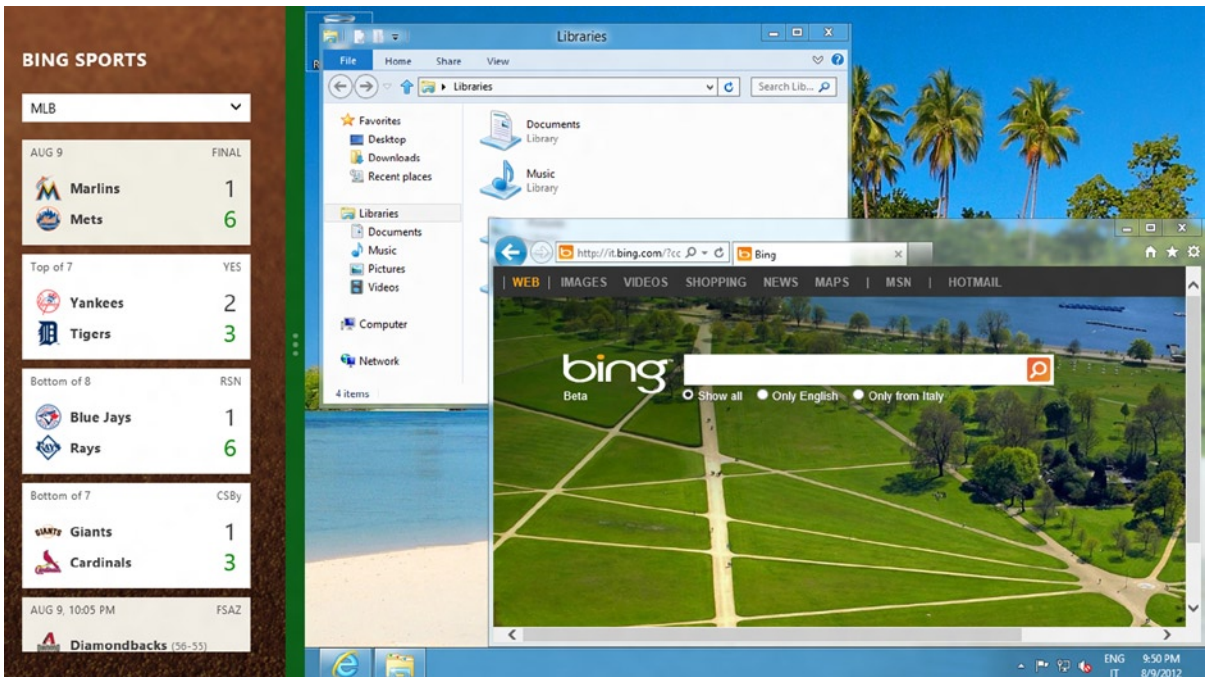 BING SPORTS
MLB
AUG 9 FINAL
Marlins 1
Mets 6
Top of 7 YES
Yankees 2
Tigers 3
Bottom of 8 RSN
Blue Jays 1
Rays 6
Bottom of 7 CSBy
GIANTS Giants 1
Cardinals 3
AUG 9, 10:05 PM FSAZ
Diamondbacks (56-55)
Libraries
File Home Share View
Libraries
Search Lib...
Favorites
Desktop
Downloads
Recent places
Libraries
Documents
Music
Pictures
Videos
Computer
Network
Documents
Library
Music
Library
4 items
http://it.bing.com/?cc
Bing
WEB | IMAGES VIDEOS SHOPPING NEWS MAPS | MSN | HOTMAIL
bing
Beta
Show all Only English Only from Italy
ENG
IT
9:50 PM
8/9/2012